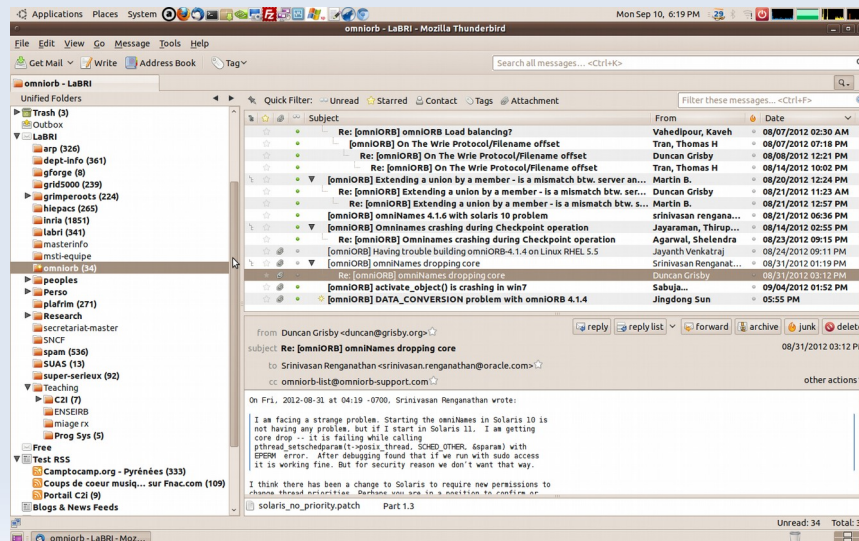 Applications Places System Mon Sep 10, 6:19 PM 29
omniorb - LaBRI - Mozilla Thunderbird
File Edit View Go Message Tools Help
Get Mail Write Address Book Tag Search all messages... <Ctrl+K>
omniorb - LaBRI
Unified Folders
Trash (3)
Outbox
LaBRI
arp (326)
dept-info (361)
gforge (8)
grid5000 (239)
grimperoots (224)
hiepacs (265)
inria (1851)
labri (341)
masterinfo
msti-equipe
omniorb (34)
peoples
Perso
plafrim (271)
Research
secretariat-master
SNCF
spam (536)
SUAS (13)
super-serieux (92)
Teaching
C2I (7)
ENSEIRB
miage rx
Prog Sys (5)
Free
Test RSS
Camptocamp.org - Pyrénées (333)
Coups de coeur musiq... sur Fnac.com (109)
Portail C2i (9)
Blogs & News Feeds
Quick Filter: Unread Starred Contact Tags Attachment Filter these messages... <Ctrl+F>
Subject From Date
Re: [omniORB] omniORB Load balancing? Vahedipour, Kaveh 08/07/2012 02:30 AM
[omniORB] On The Wrie Protocol/Filename offset Tran, Thomas H 08/07/2012 07:18 PM
Re: [omniORB] On The Wrie Protocol/Filename offset Duncan Grisby 08/08/2012 12:21 PM
Re: [omniORB] On The Wrie Protocol/Filename offset Tran, Thomas H 08/14/2012 10:02 PM
[omniORB] Extending a union by a member - is a mismatch btw. server an... Martin B. 08/20/2012 12:24 PM
Re: [omniORB] Extending a union by a member - is a mismatch btw. ser... Duncan Grisby 08/21/2012 11:23 AM
Re: [omniORB] Extending a union by a member - is a mismatch btw. s... Martin B. 08/21/2012 12:57 PM
[omniORB] omniNames 4.1.6 with solaris 10 problem srinivasan rengana... 08/21/2012 06:36 PM
[omniORB] Omninames crashing during Checkpoint operation Jayaraman, Thirup... 08/14/2012 02:55 PM
Re: [omniORB] Omninames crashing during Checkpoint operation Agarwal, Shelendra 08/23/2012 09:15 PM
[omniORB] Having trouble building omniORB-4.1.4 on Linux RHEL 5.5 Jayanth Venkatraj 08/24/2012 09:11 PM
[omniORB] omniNames dropping core Srinivasan Renganat... 08/31/2012 01:19 PM
Re: [omniORB] omniNames dropping core Duncan Grisby 08/31/2012 03:12 PM
[omniORB] activate_object() is crashing in win7 Sabuja... 09/04/2012 01:52 PM
[omniORB] DATA_CONVERSION problem with omniORB 4.1.4 Jingdong Sun 05:55 PM
from Duncan Grisby <duncan@grisby.org> reply reply list forward archive junk delete
subject Re: [omniORB] omniNames dropping core 08/31/2012 03:12 PM
to Srinivasan Renganathan <srinivasan.renganathan@oracle.com>
cc omniorb-list@omniorb-support.com other actions
On Fri, 2012-08-31 at 04:19 -0700, Srinivasan Renganathan wrote:
I am facing a strange problem. Starting the omniNames in Solaris 10 is
not having any problem, but if I start in Solaris 11, I am getting
core drop -- it is failing while calling
pthread_setschedparam(t->posix_thread, SCHED_OTHER, &sparam) with
EPERM error. After debugging found that if we run with sudo access
it is working fine. But for security reason we don't want that way.
I think there has been a change to Solaris to require new permissions to
change thread priorities. Perhaps you are in a position to confirm or
solaris_no_priority.patch Part 1.3
Unread: 34 Total: 3
omniorb - LaBRI - Moz...